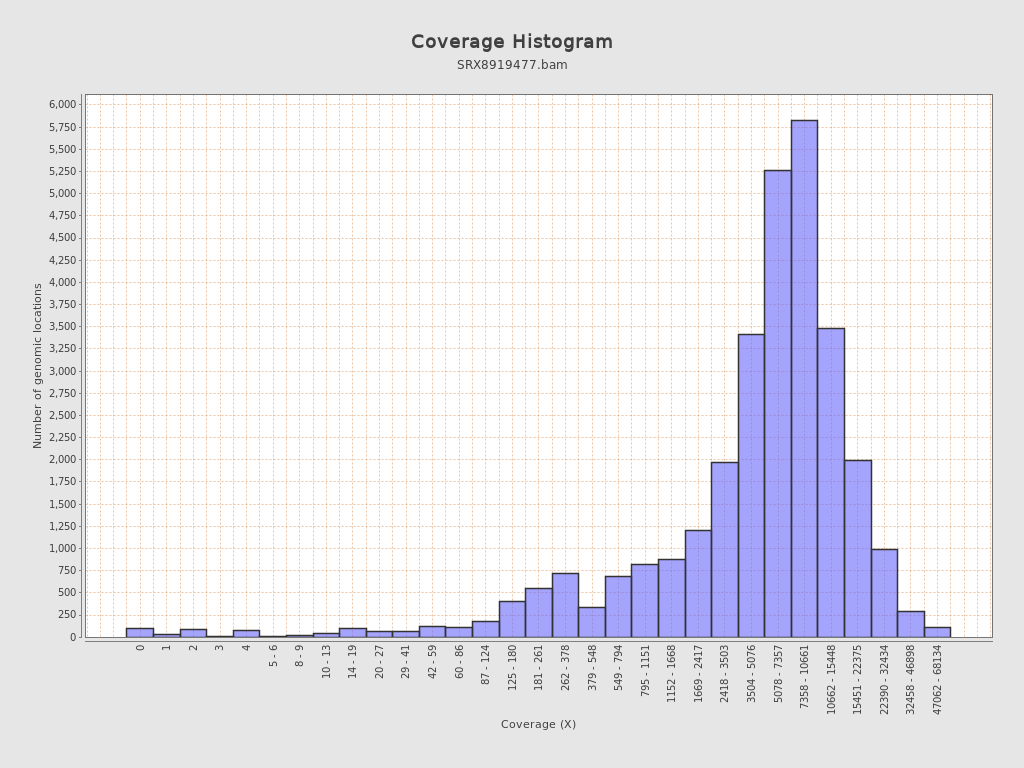 Coverage Histogram
SRX8919477.bam
Number of genomic locations
6,000
5,750
5,500
5,250
5,000
4,750
4,500
4,250
4,000
3,750
3,500
3,250
3,000
2,750
2,500
2,250
2,000
1,750
1,500
1,250
1,000
750
500
250
0
0
1
2
3
4
5 - 6
8 - 9
10 - 13
14 - 19
20 - 27
29 - 41
42 - 59
60 - 86
87 - 124
125 - 180
181 - 261
262 - 378
379 - 548
549 - 794
795 - 1151
1152 - 1668
1669 - 2417
2418 - 3503
3504 - 5076
5078 - 7357
7358 - 10661
10662 - 15448
15451 - 22375
22390 - 32434
32458 - 46898
47062 - 68134
Coverage (X)